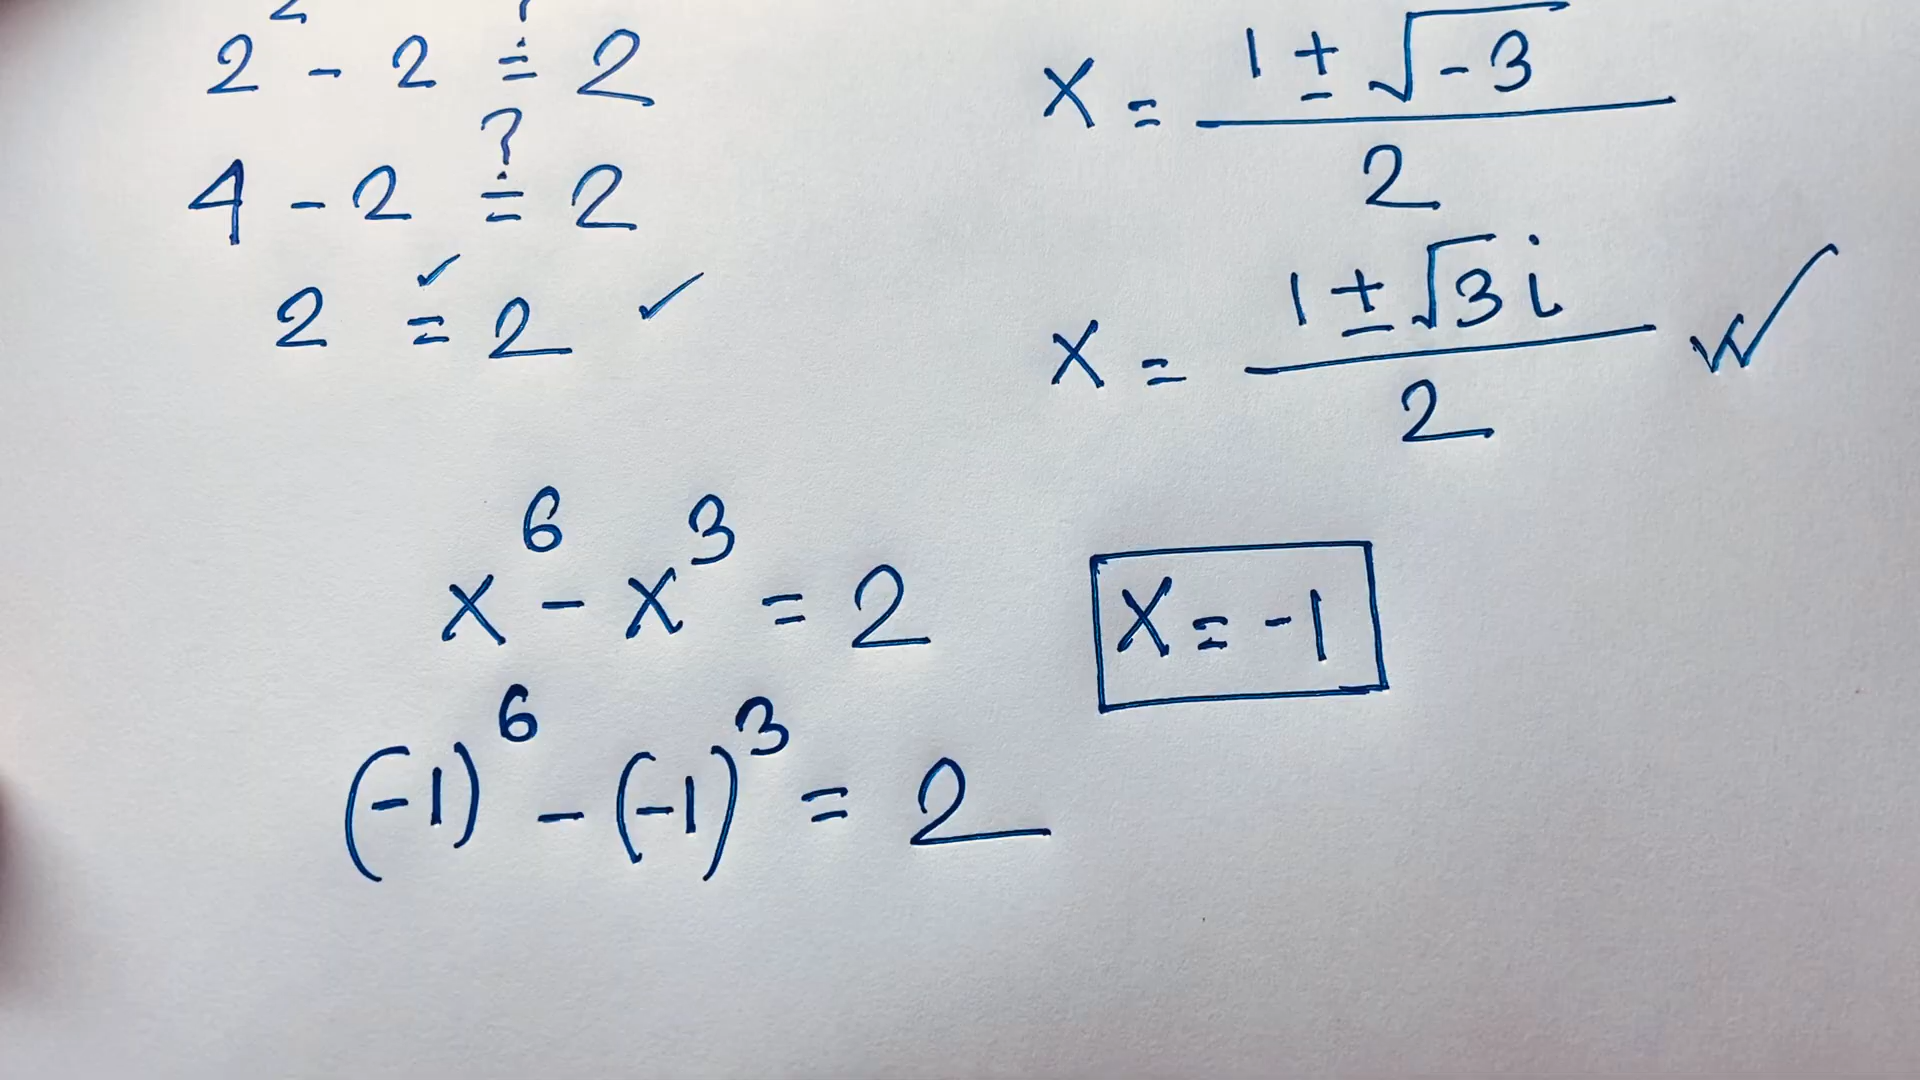 2² - 2 ≟ 2
4 - 2 ≟ 2
2 = 2 ✓
x = (1 ± √-3) / 2
x = (1 ± √3 i) / 2
x⁶ - x³ = 2
x = -1
(-1)⁶ - (-1)³ = 2